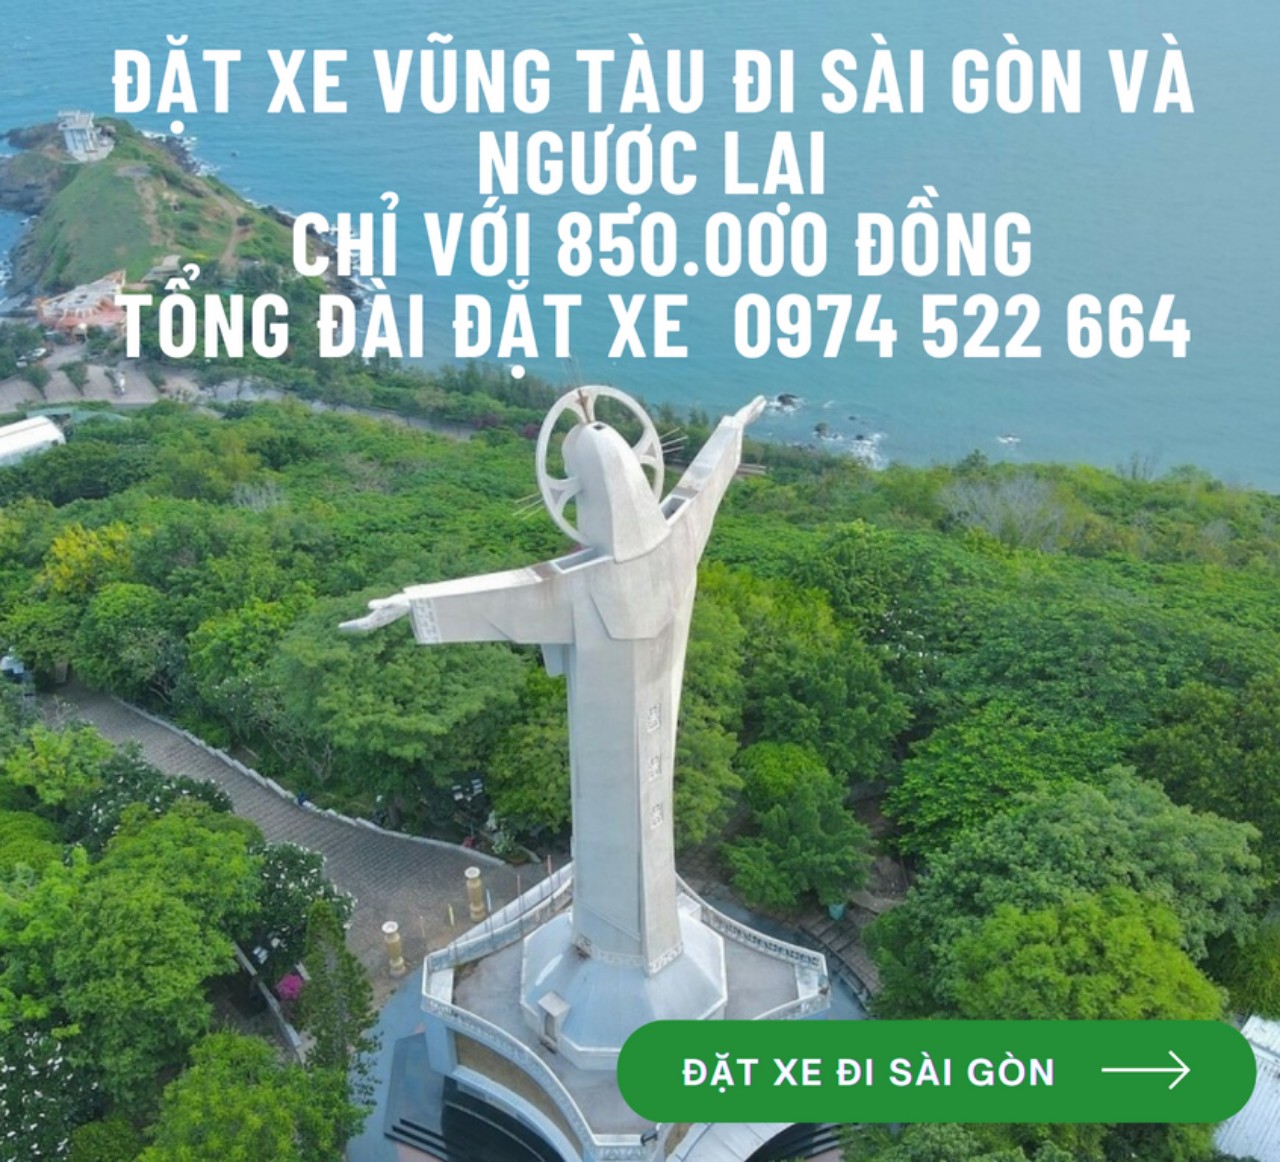 ĐẶT XE VŨNG TÀU ĐI SÀI GÒN VÀ
NGƯỢC LẠI
CHỈ VỚI 850.000 ĐỒNG
TỔNG ĐÀI ĐẶT XE 0974 522 664
ĐẶT XE ĐI SÀI GÒN